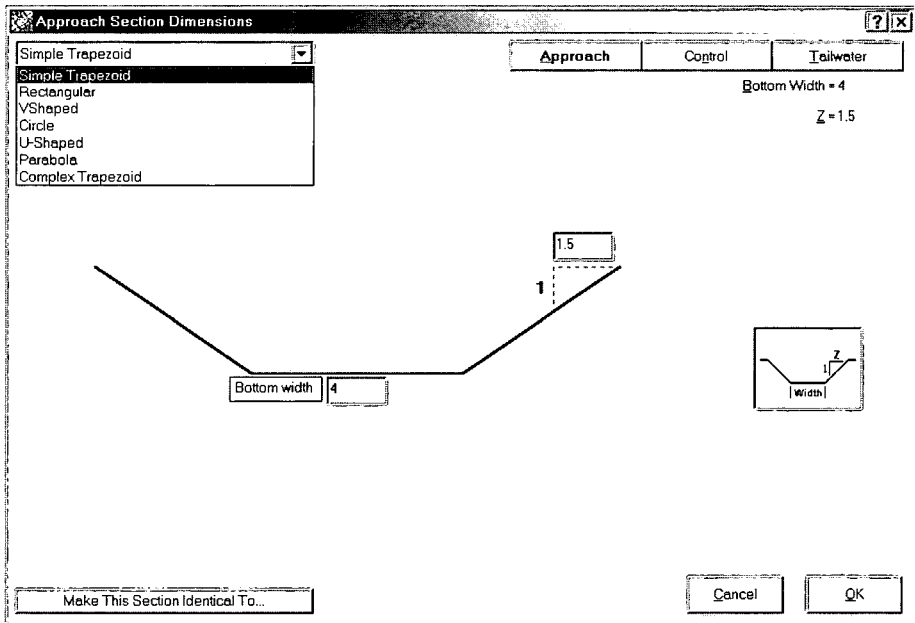 Approach Section Dimensions
Simple Trapezoid
Approach Control Tailwater
Simple Trapezoid
Rectangular
VShaped
Circle
U-Shaped
Parabola
Complex Trapezoid
Bottom Width = 4
Z = 1.5
1.5
1
Bottom width 4
Z
1
Width
Make This Section Identical To...
Cancel
OK